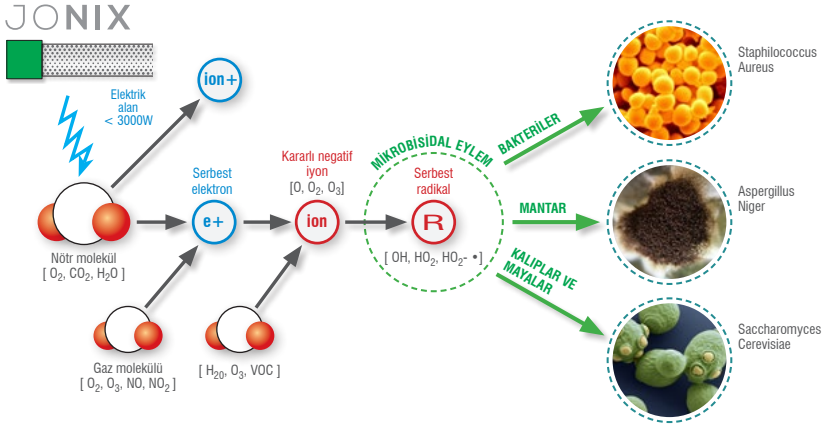 JONIX
Elektrik
alan
< 3000W
ion+
Nötr molekül
[ O₂, CO₂, H₂O ]
Serbest
elektron
e+
Gaz molekülü
[ O₂, O₃, NO, NO₂ ]
Kararlı negatif
iyon
[O, O₂, O₃]
ion
[ H₂₀, O₃, VOC ]
MİKROBİSİDAL EYLEM
Serbest
radikal
R
[ OH, HO₂, HO₂- •]
BAKTERİLER
MANTAR
KALIPLAR VE
MAYALAR
Staphilococcus
Aureus
Aspergillus
Niger
Saccharomyces
Cerevisiae